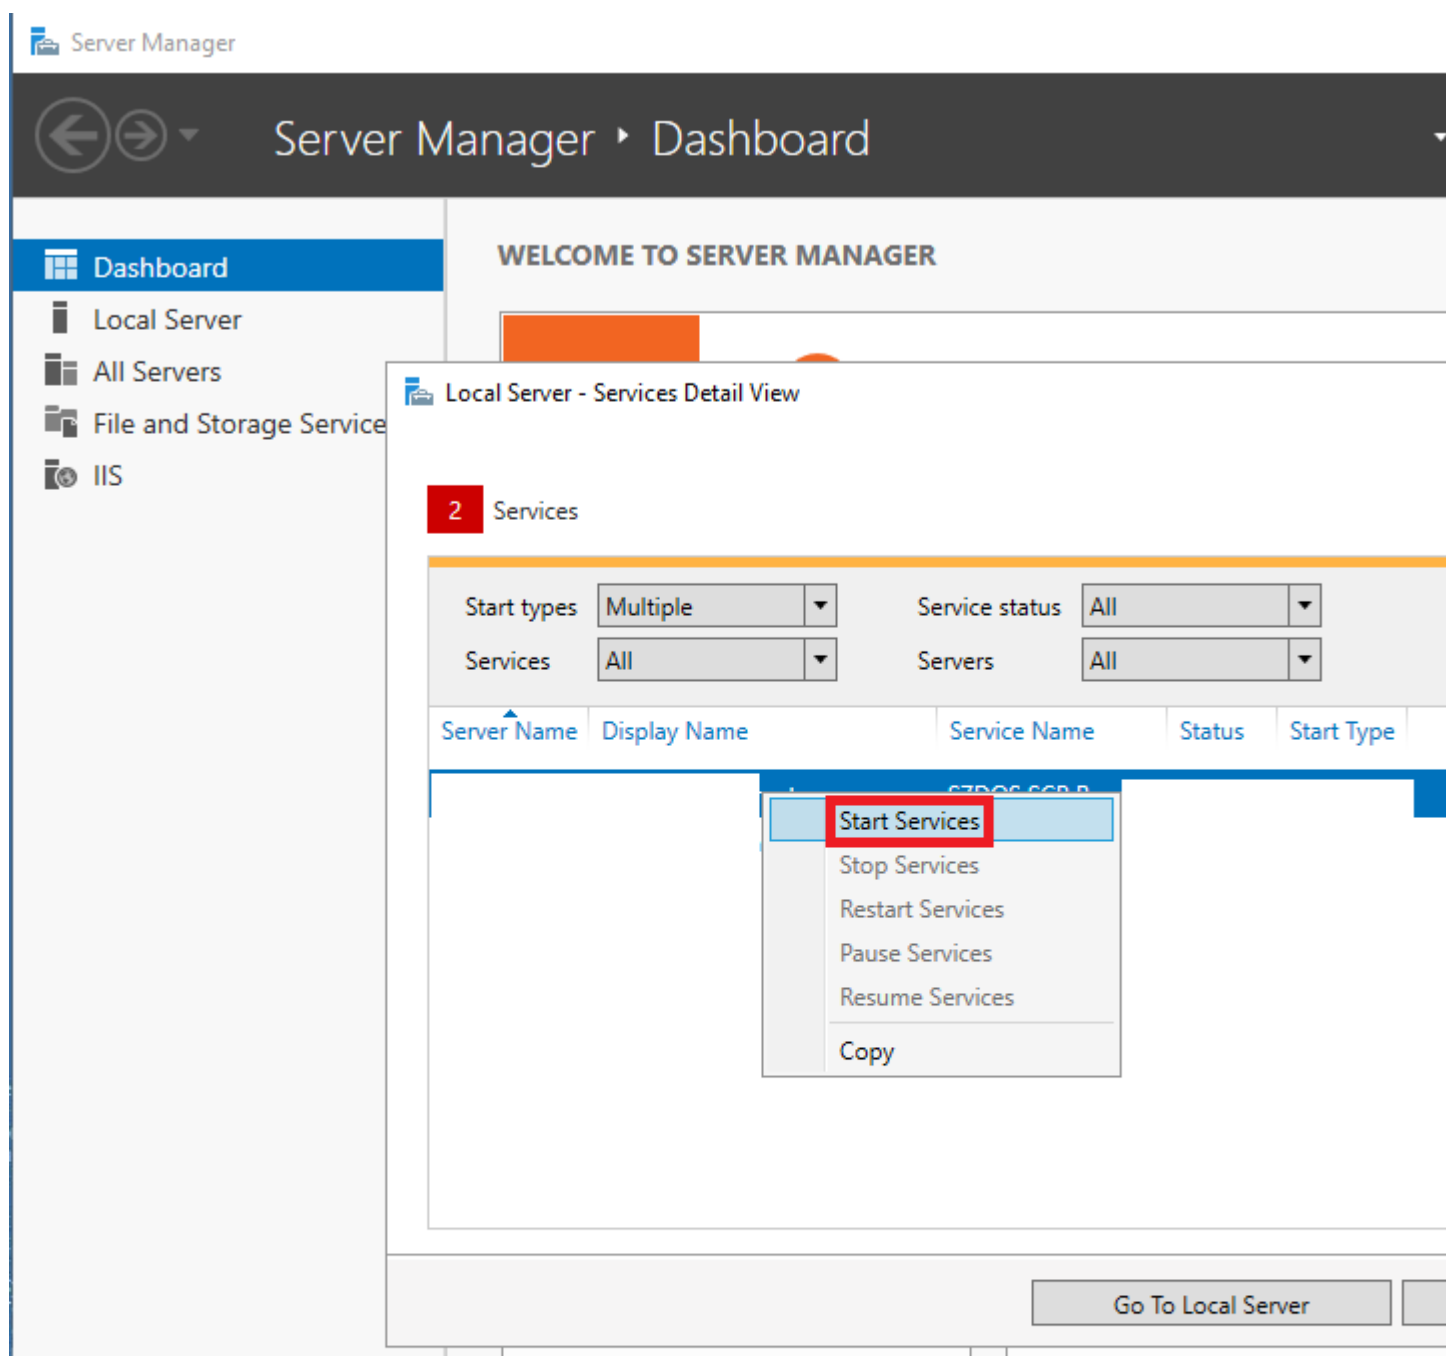 Server Manager
Server Manager ‣ Dashboard
Dashboard
Local Server
All Servers
File and Storage Service
IIS
WELCOME TO SERVER MANAGER
Local Server - Services Detail View
2 Services
Start types Multiple Service status All
Services All Servers All
Server Name Display Name Service Name Status Start Type
Start Services
Stop Services
Restart Services
Pause Services
Resume Services
Copy
Go To Local Server